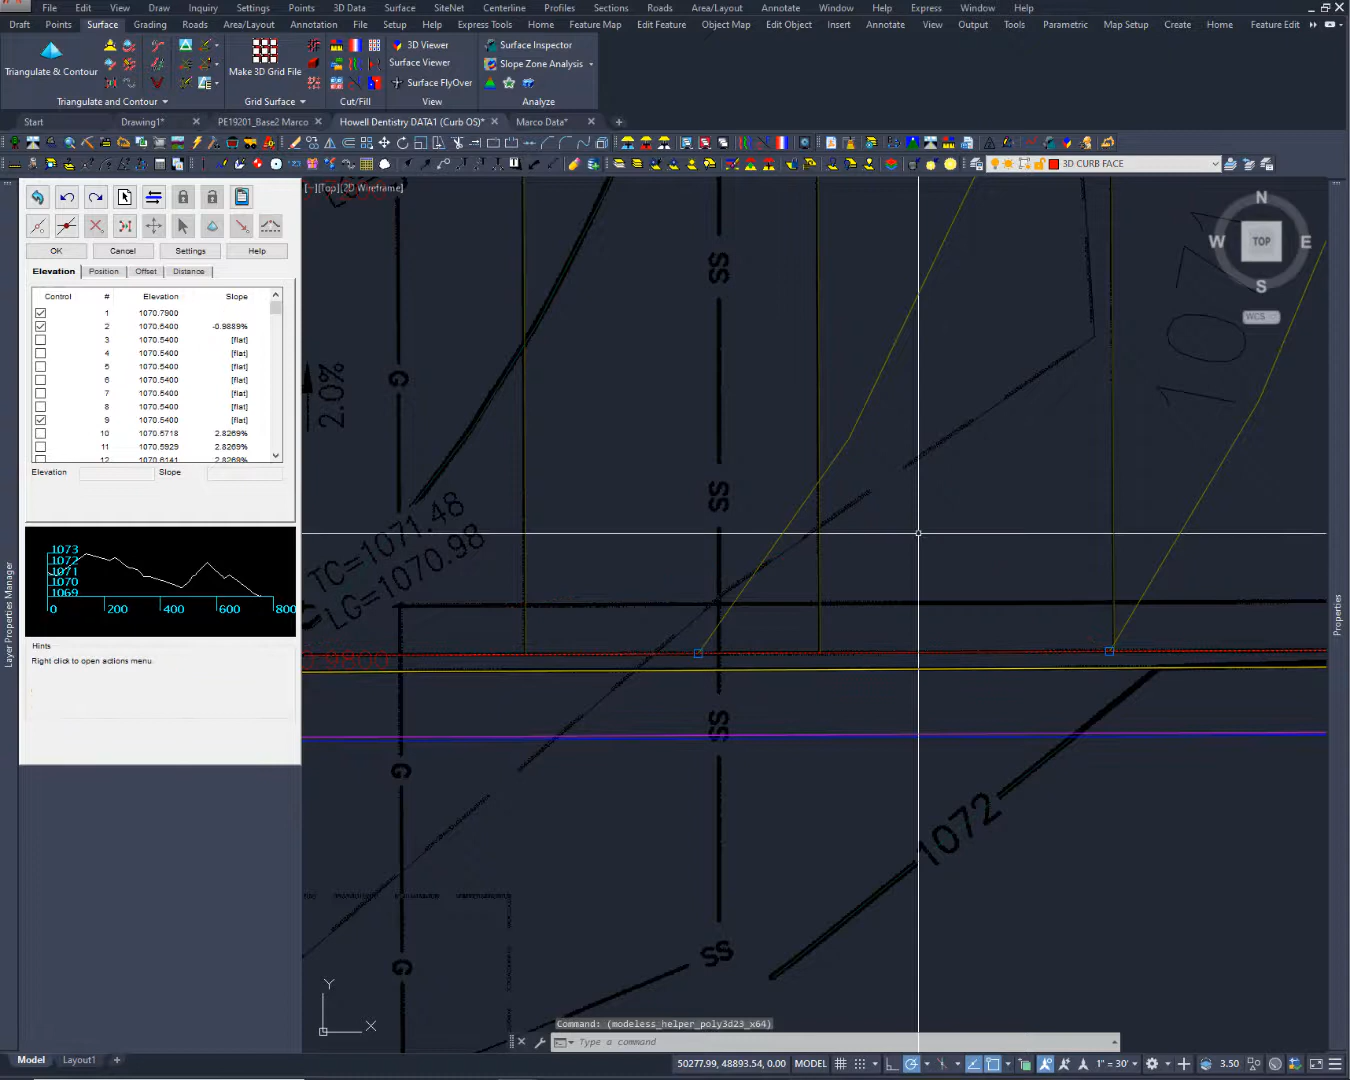 File Edit View Draw Inquiry Settings Points 3D Data Surface SiteNet Centerline Profiles Sections Roads Area/Layout Annotate Window Help Express Window Help
Draft Points Surface Grading Roads Area/Layout Annotation File Setup Help Express Tools Home Feature Map Edit Feature Object Map Edit Object Insert Annotate View Output Tools Parametric Map Setup Create Home Feature Edit
Triangulate & Contour
Make 3D Grid File
3D Viewer
Surface Viewer
Surface FlyOver
Surface Inspector
Slope Zone Analysis
Triangulate and Contour Grid Surface Cut/Fill View Analyze
Start Drawing1* PE19201_Base2 Marco Howell Dentistry DATA1 (Curb OS)* Marco Data*
3D CURB FACE
[−][Top][2D Wireframe]
OK Cancel Settings Help
Elevation Position Offset Distance
Control # Elevation Slope
1 1070.7900
2 1070.5400 -0.9889%
3 1070.5400 [flat]
4 1070.5400 [flat]
5 1070.5400 [flat]
6 1070.5400 [flat]
7 1070.5400 [flat]
8 1070.5400 [flat]
9 1070.5400 [flat]
10 1070.5718 2.8269%
11 1070.5929 2.8269%
12 1070.6141 2.8269%
Elevation Slope
1073
1072
1071
1070
1069
0 200 400 600 800
Hints
Right click to open actions menu.
Layer Properties Manager
Properties
N
W TOP E
S
WCS
SS
G
2.0%
SS
TC=1071.48
LG=1070.98
SS
G
1072
SS
G
Y
X
Command: (modeless_helper_poly3d23_x64)
Type a command
Model Layout1
50277.99, 48893.54, 0.00 MODEL 1" = 30' 3.50